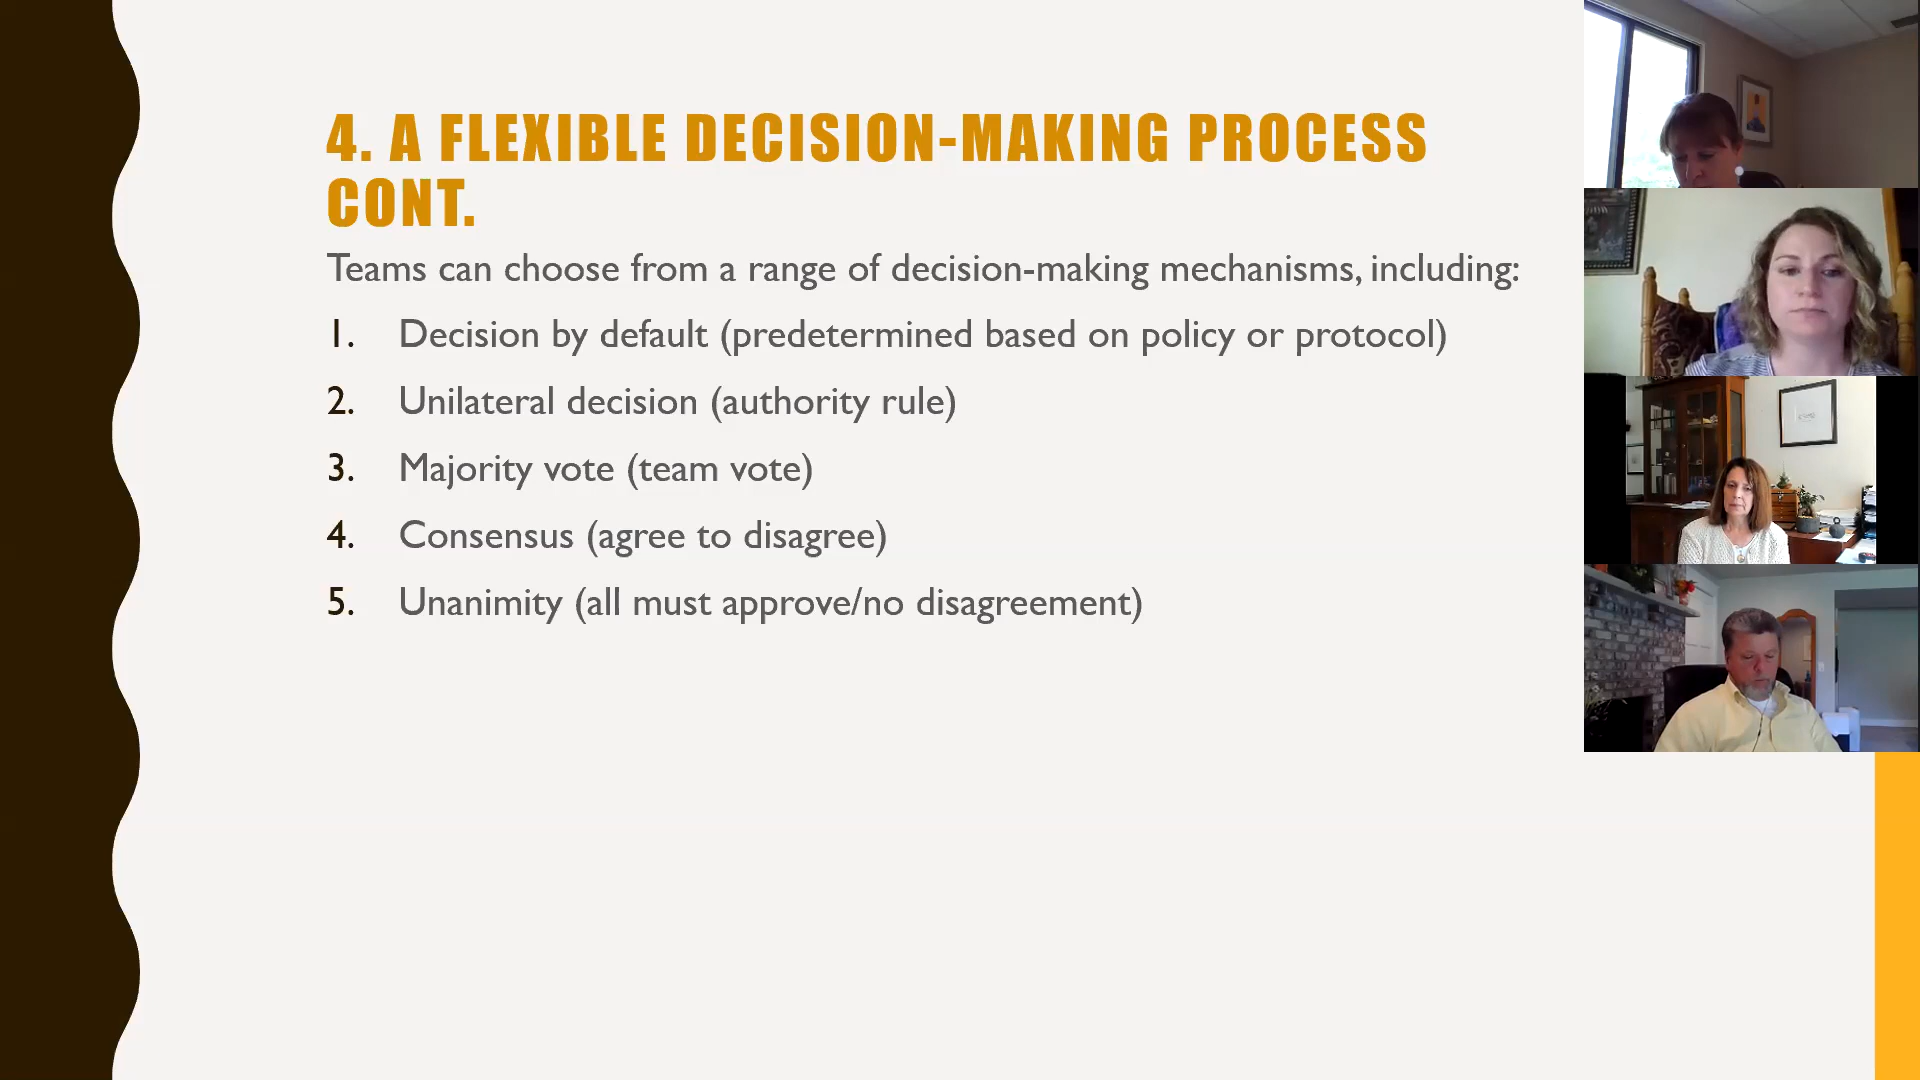 4. A FLEXIBLE DECISION-MAKING PROCESS
CONT.
Teams can choose from a range of decision-making mechanisms, including:
1. Decision by default (predetermined based on policy or protocol)
2. Unilateral decision (authority rule)
3. Majority vote (team vote)
4. Consensus (agree to disagree)
5. Unanimity (all must approve/no disagreement)